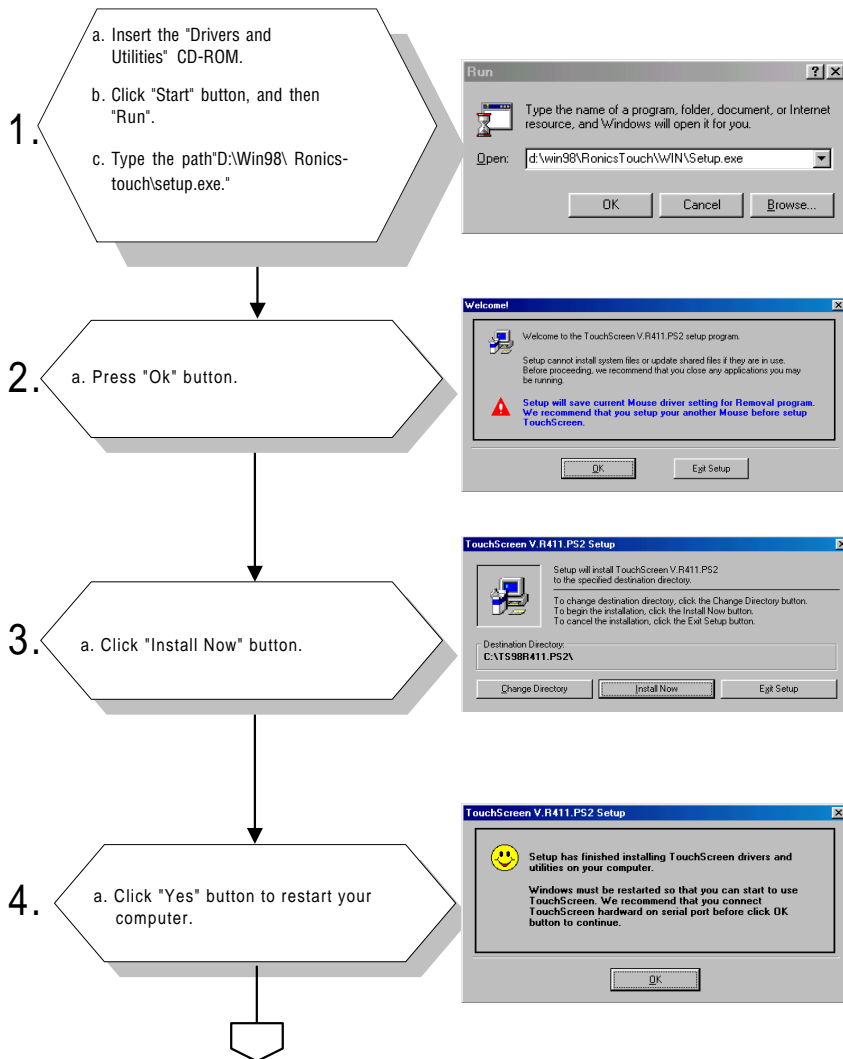 1.
a. Insert the "Drivers and
Utilities" CD-ROM.
b. Click "Start" button, and then
"Run".
c. Type the path"D:\Win98\ Ronics-
touch\setup.exe."
Run
Type the name of a program, folder, document, or Internet
resource, and Windows will open it for you.
Open:
d:\win98\RonicsTouch\WIN\Setup.exe
OK
Cancel
Browse...
2.
a. Press "Ok" button.
Welcome!
Welcome to the TouchScreen V.R411.PS2 setup program.
Setup cannot install system files or update shared files if they are in use.
Before proceeding, we recommend that you close any applications you may
be running.
Setup will save current Mouse driver setting for Removal program.
We recommend that you setup your another Mouse before setup
TouchScreen.
OK
Exit Setup
3.
a. Click "Install Now" button.
TouchScreen V.R411.PS2 Setup
Setup will install TouchScreen V.R411.PS2
to the specified destination directory.
To change destination directory, click the Change Directory button.
To begin the installation, click the Install Now button.
To cancel the installation, click the Exit Setup button.
Destination Directory:
C:\TS98R411.PS2\
Change Directory
Install Now
Exit Setup
4.
a. Click "Yes" button to restart your
computer.
TouchScreen V.R411.PS2 Setup
Setup has finished installing TouchScreen drivers and
utilities on your computer.
Windows must be restarted so that you can start to use
TouchScreen. We recommend that you connect
TouchScreen hardward on serial port before click OK
button to continue.
OK